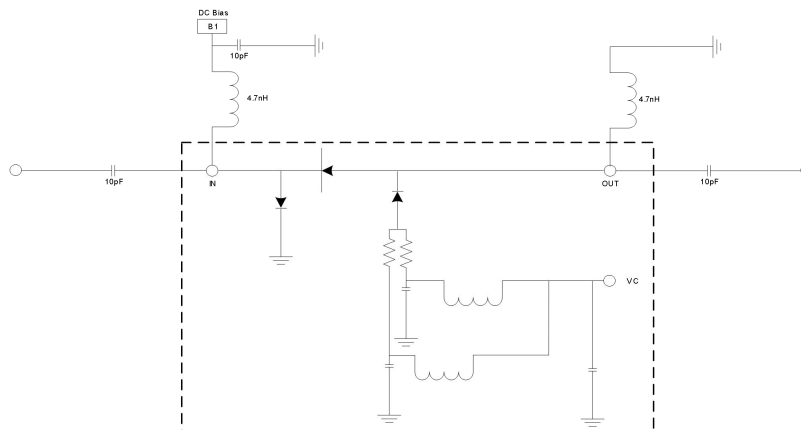 DC Bias
B1
10pF
4.7nH
4.7nH
10pF
IN
OUT
10pF
VC